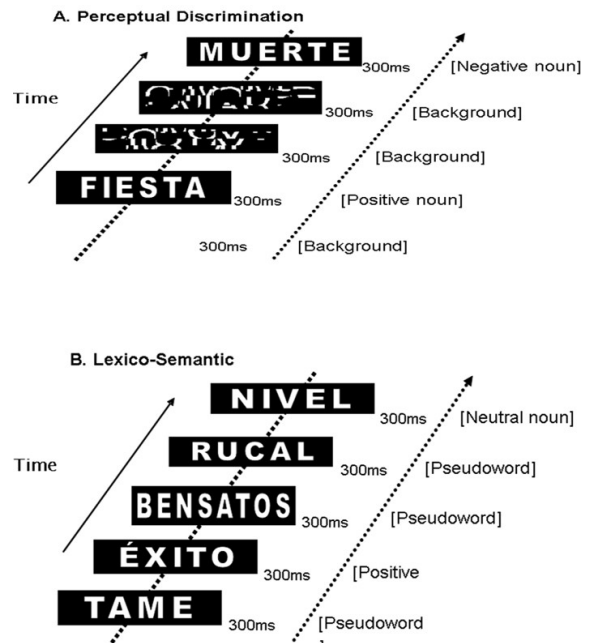 A. Perceptual Discrimination
MUERTE
300ms
[Negative noun]
Time
300ms
[Background]
300ms
[Background]
FIESTA
300ms
[Positive noun]
300ms
[Background]
B. Lexico-Semantic
NIVEL
300ms
[Neutral noun]
RUCAL
300ms
[Pseudoword]
Time
BENSATOS
300ms
[Pseudoword]
ÉXITO
300ms
[Positive
TAME
300ms
[Pseudoword